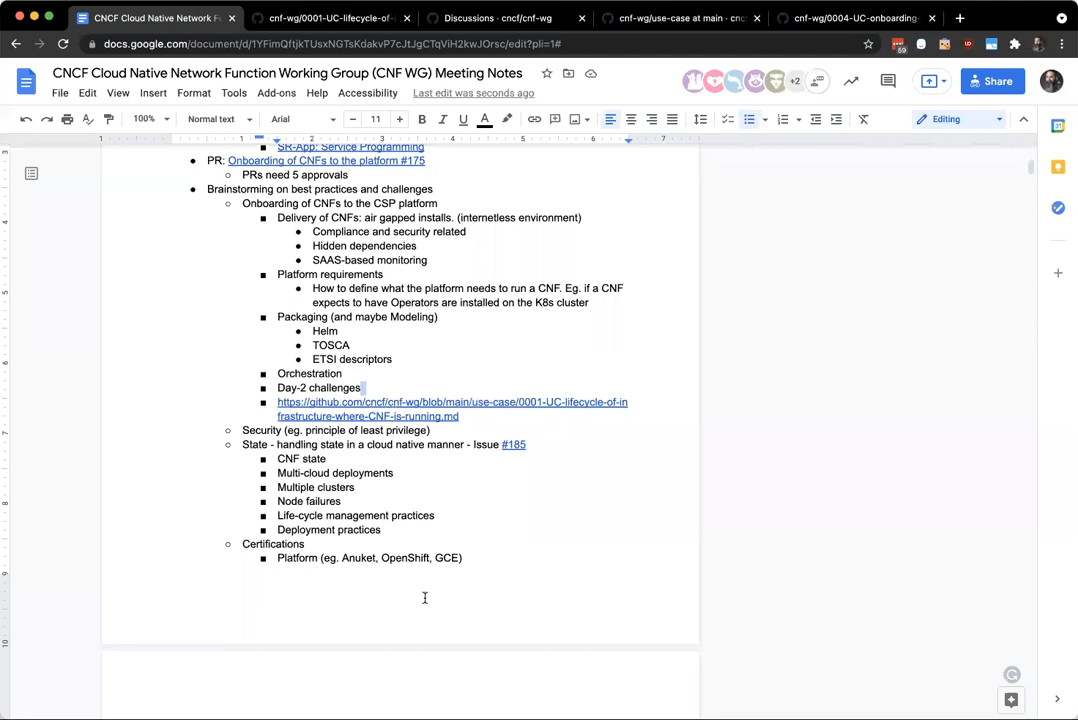 CNCF Cloud Native Network F
cnf-wg/0001-UC-lifecycle-of-
Discussions · cncf/cnf-wg
cnf-wg/use-case at main · cnc
cnf-wg/0004-UC-onboarding-
docs.google.com/document/d/1YFimQftjkTUsxNGTsKdakvP7cJtJgCTqViH2kwJOrsc/edit?pli=1#
59
CNCF Cloud Native Network Function Working Group (CNF WG) Meeting Notes
+2
Share
File Edit View Insert Format Tools Add-ons Help Accessibility Last edit was seconds ago
100% Normal text Arial 11 B I U A Editing
1 1 2 3 4 5 6 7
SR-App: Service Programming
● PR: Onboarding of CNFs to the platform #175
○ PRs need 5 approvals
● Brainstorming on best practices and challenges
○ Onboarding of CNFs to the CSP platform
■ Delivery of CNFs: air gapped installs. (internetless environment)
● Compliance and security related
● Hidden dependencies
● SAAS-based monitoring
■ Platform requirements
● How to define what the platform needs to run a CNF. Eg. if a CNF
expects to have Operators are installed on the K8s cluster
■ Packaging (and maybe Modeling)
● Helm
● TOSCA
● ETSI descriptors
■ Orchestration
■ Day-2 challenges
■ https://github.com/cncf/cnf-wg/blob/main/use-case/0001-UC-lifecycle-of-in
frastructure-where-CNF-is-running.md
○ Security (eg. principle of least privilege)
○ State - handling state in a cloud native manner - Issue #185
■ CNF state
■ Multi-cloud deployments
■ Multiple clusters
■ Node failures
■ Life-cycle management practices
■ Deployment practices
○ Certifications
■ Platform (eg. Anuket, OpenShift, GCE)